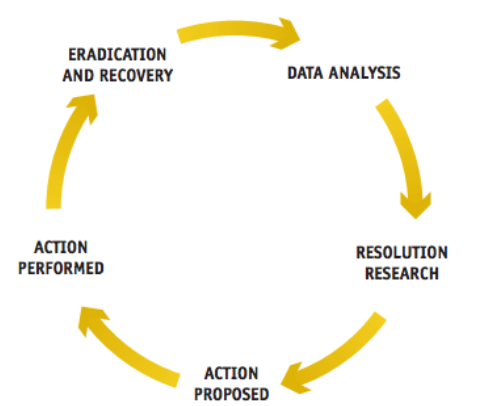 ERADICATION
AND RECOVERY
DATA ANALYSIS
RESOLUTION
RESEARCH
ACTION
PROPOSED
ACTION
PERFORMED